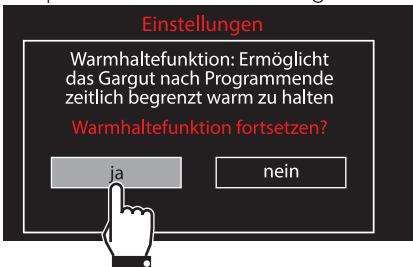 Einstellungen
Warmhaltefunktion: Ermöglicht
das Gargut nach Programmende
zeitlich begrenzt warm zu halten
Warmhaltefunktion fortsetzen?
ja
nein